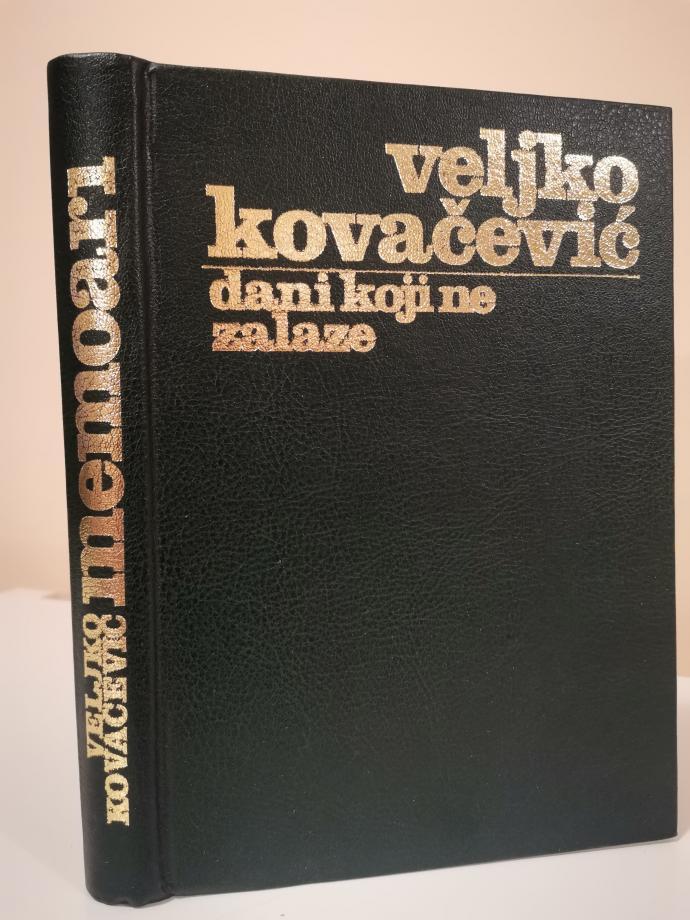 veljko
kovačević
dani koji ne
zalaze
memoari
VELJKO
KOVAČEVIĆ